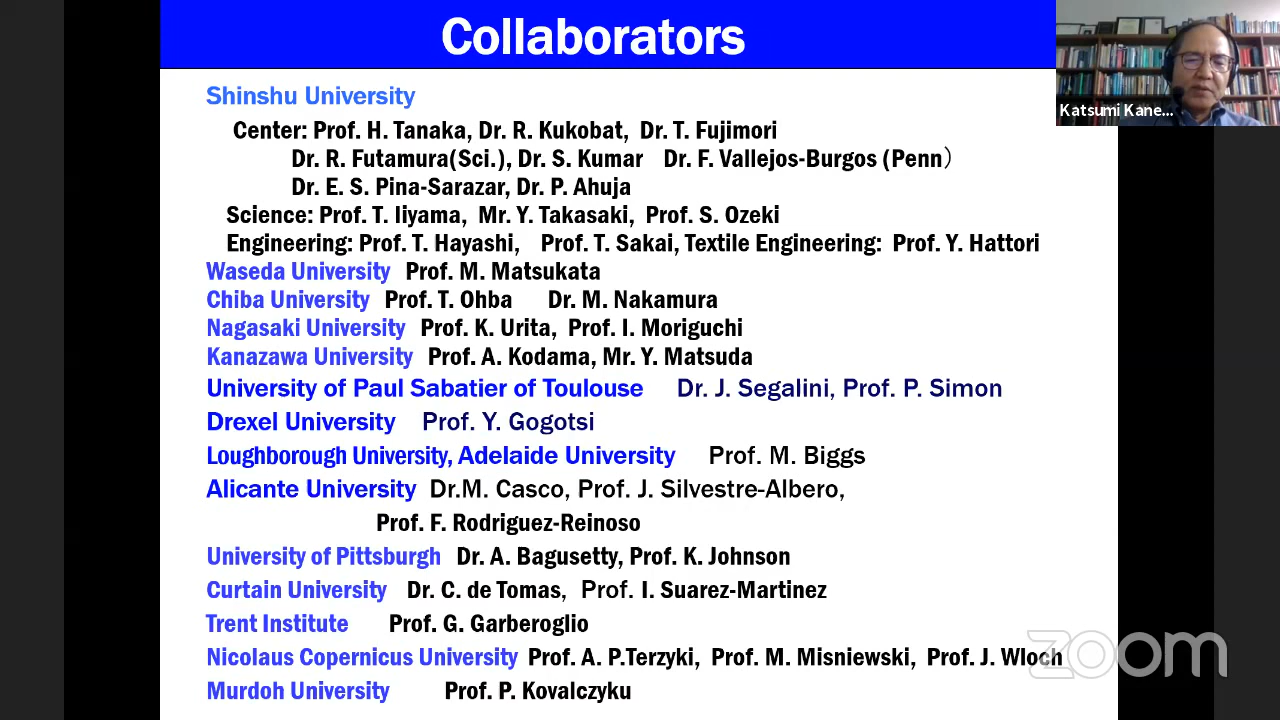 Collaborators
Katsumi Kane...
Shinshu University
Center: Prof. H. Tanaka, Dr. R. Kukobat, Dr. T. Fujimori
Dr. R. Futamura(Sci.), Dr. S. Kumar Dr. F. Vallejos-Burgos (Penn）
Dr. E. S. Pina-Sarazar, Dr. P. Ahuja
Science: Prof. T. Iiyama, Mr. Y. Takasaki, Prof. S. Ozeki
Engineering: Prof. T. Hayashi, Prof. T. Sakai, Textile Engineering: Prof. Y. Hattori
Waseda University Prof. M. Matsukata
Chiba University Prof. T. Ohba Dr. M. Nakamura
Nagasaki University Prof. K. Urita, Prof. I. Moriguchi
Kanazawa University Prof. A. Kodama, Mr. Y. Matsuda
University of Paul Sabatier of Toulouse Dr. J. Segalini, Prof. P. Simon
Drexel University Prof. Y. Gogotsi
Loughborough University, Adelaide University Prof. M. Biggs
Alicante University Dr.M. Casco, Prof. J. Silvestre-Albero,
Prof. F. Rodriguez-Reinoso
University of Pittsburgh Dr. A. Bagusetty, Prof. K. Johnson
Curtain University Dr. C. de Tomas, Prof. I. Suarez-Martinez
Trent Institute Prof. G. Garberoglio
Nicolaus Copernicus University Prof. A. P.Terzyki, Prof. M. Misniewski, Prof. J. Wloch
zoom
Murdoh University Prof. P. Kovalczyku